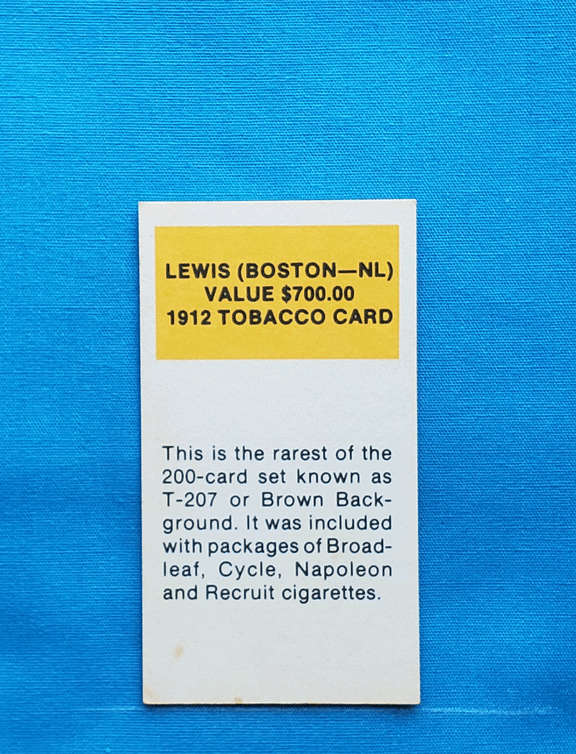 LEWIS (BOSTON—NL)
VALUE $700.00
1912 TOBACCO CARD
This is the rarest of the
200-card set known as
T-207 or Brown Back-
ground. It was included
with packages of Broad-
leaf, Cycle, Napoleon
and Recruit cigarettes.